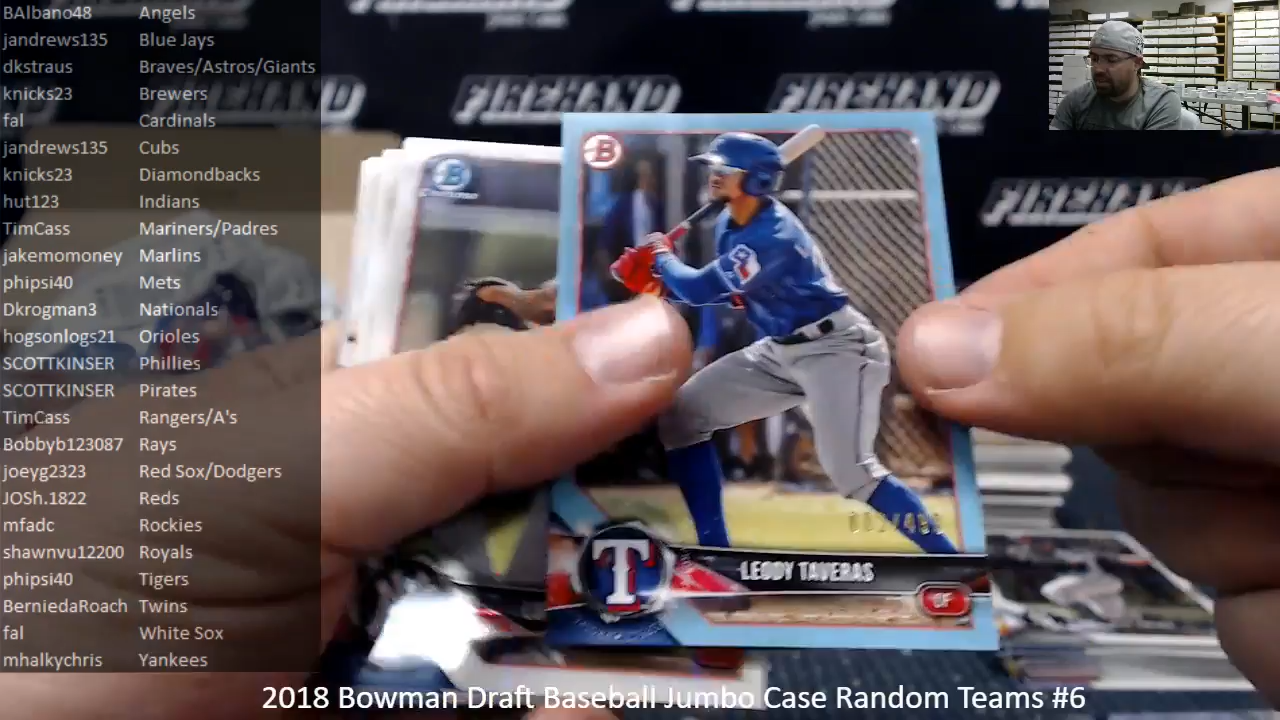 BAlbano48 Angels
jandrews135 Blue Jays
dkstraus Braves/Astros/Giants
knicks23 Brewers
fal Cardinals
jandrews135 Cubs
knicks23 Diamondbacks
hut123 Indians
TimCass Mariners/Padres
jakemomoney Marlins
phipsi40 Mets
Dkrogman3 Nationals
hogsonlogs21 Orioles
SCOTTKINSER Phillies
SCOTTKINSER Pirates
TimCass Rangers/A's
Bobbyb123087 Rays
joeyg2323 Red Sox/Dodgers
JOSh.1822 Reds
mfadc Rockies
shawnvu12200 Royals
phipsi40 Tigers
BerniedaRoach Twins
fal White Sox
mhalkychris Yankees
FIREHAND FIREHAND
FIREHAND
B
B
T
LEODY TAVERAS
CF
2018 Bowman Draft Baseball Jumbo Case Random Teams #6